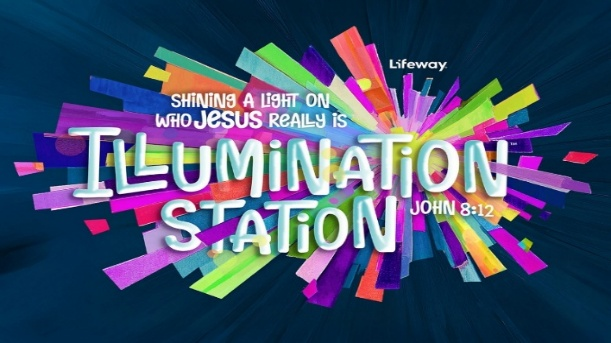 Lifeway
SHINING A LIGHT ON
WHO JESUS REALLY IS
ILLUMINATION
STATION
JOHN 8:12